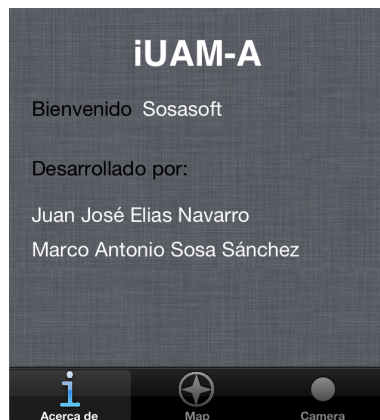 iUAM-A
Bienvenido Sosasoft
Desarrollado por:
Juan José Elias Navarro
Marco Antonio Sosa Sánchez
Acerca de Map Camera